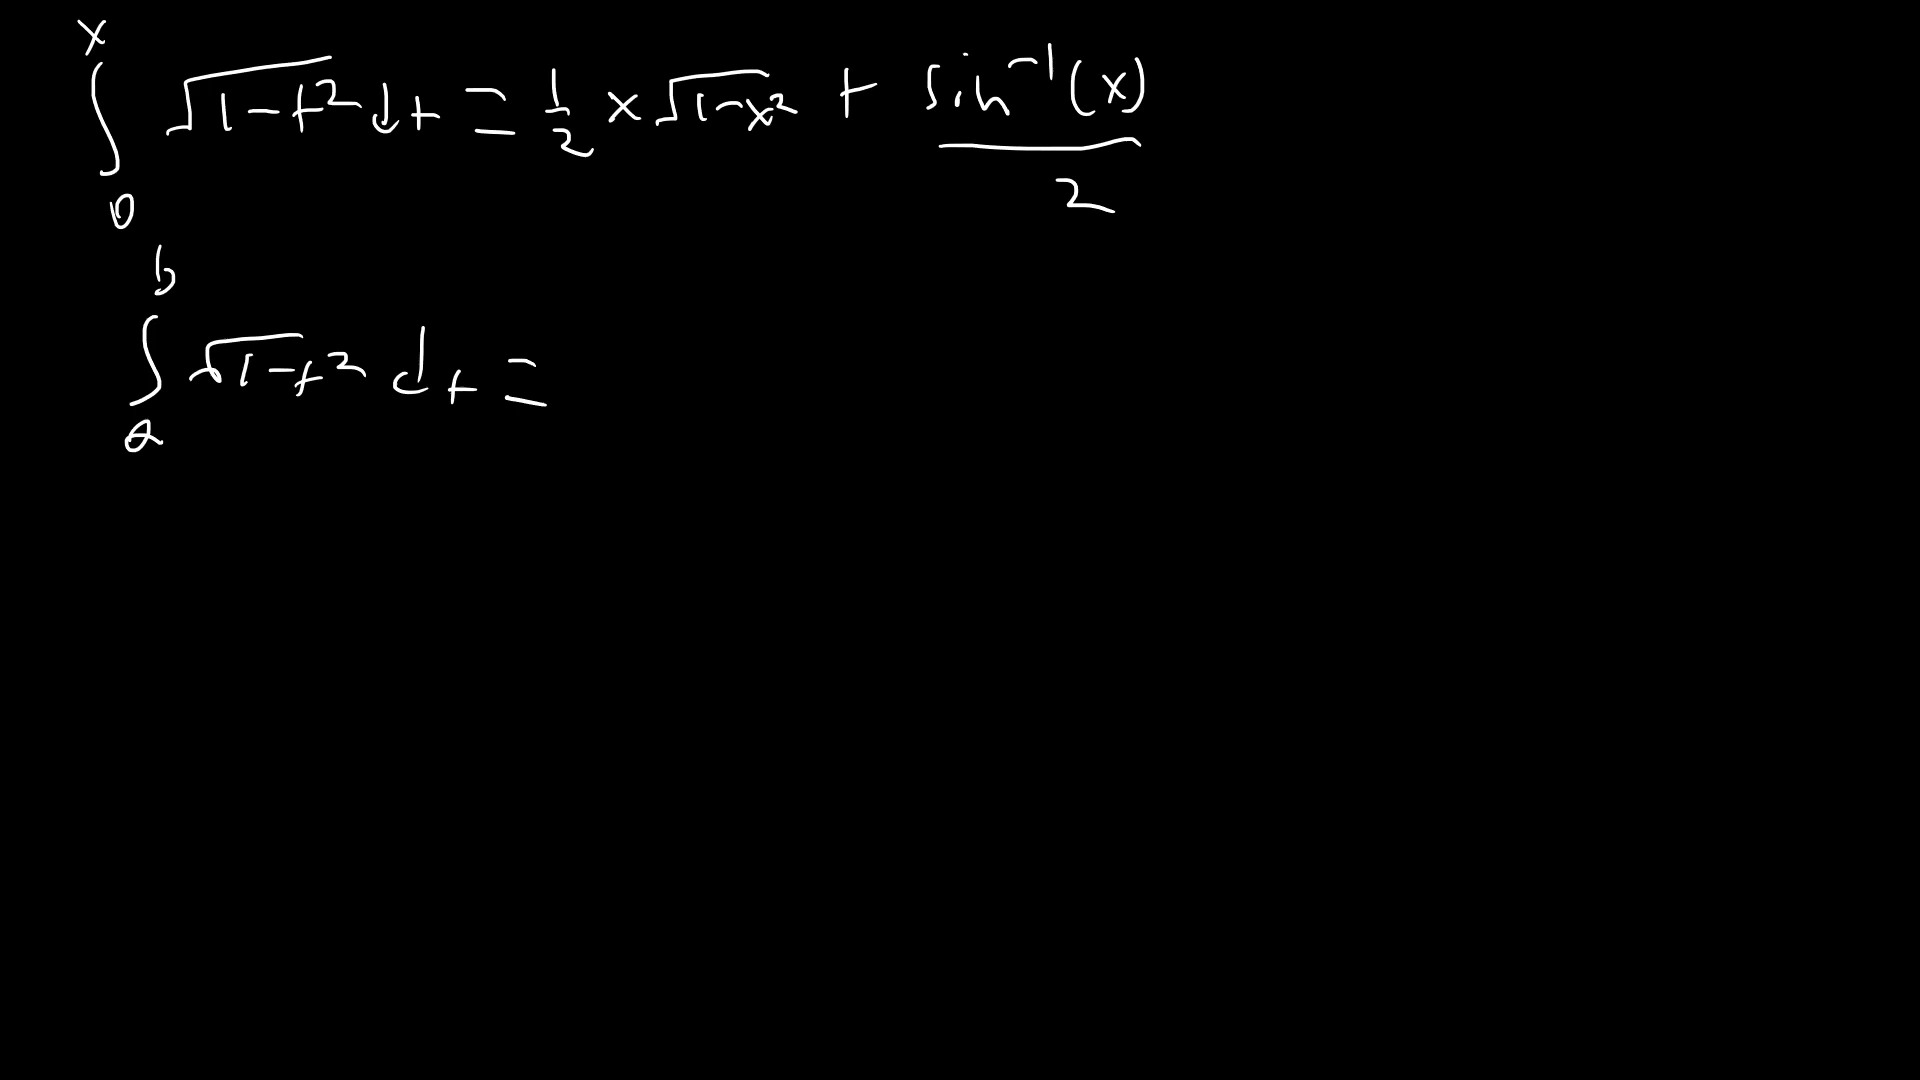 ∫₀ˣ √(1-t²) dt = 1/2 x √(1-x²) + sin⁻¹(x)/2
∫ₐᵇ √(1-t²) dt =